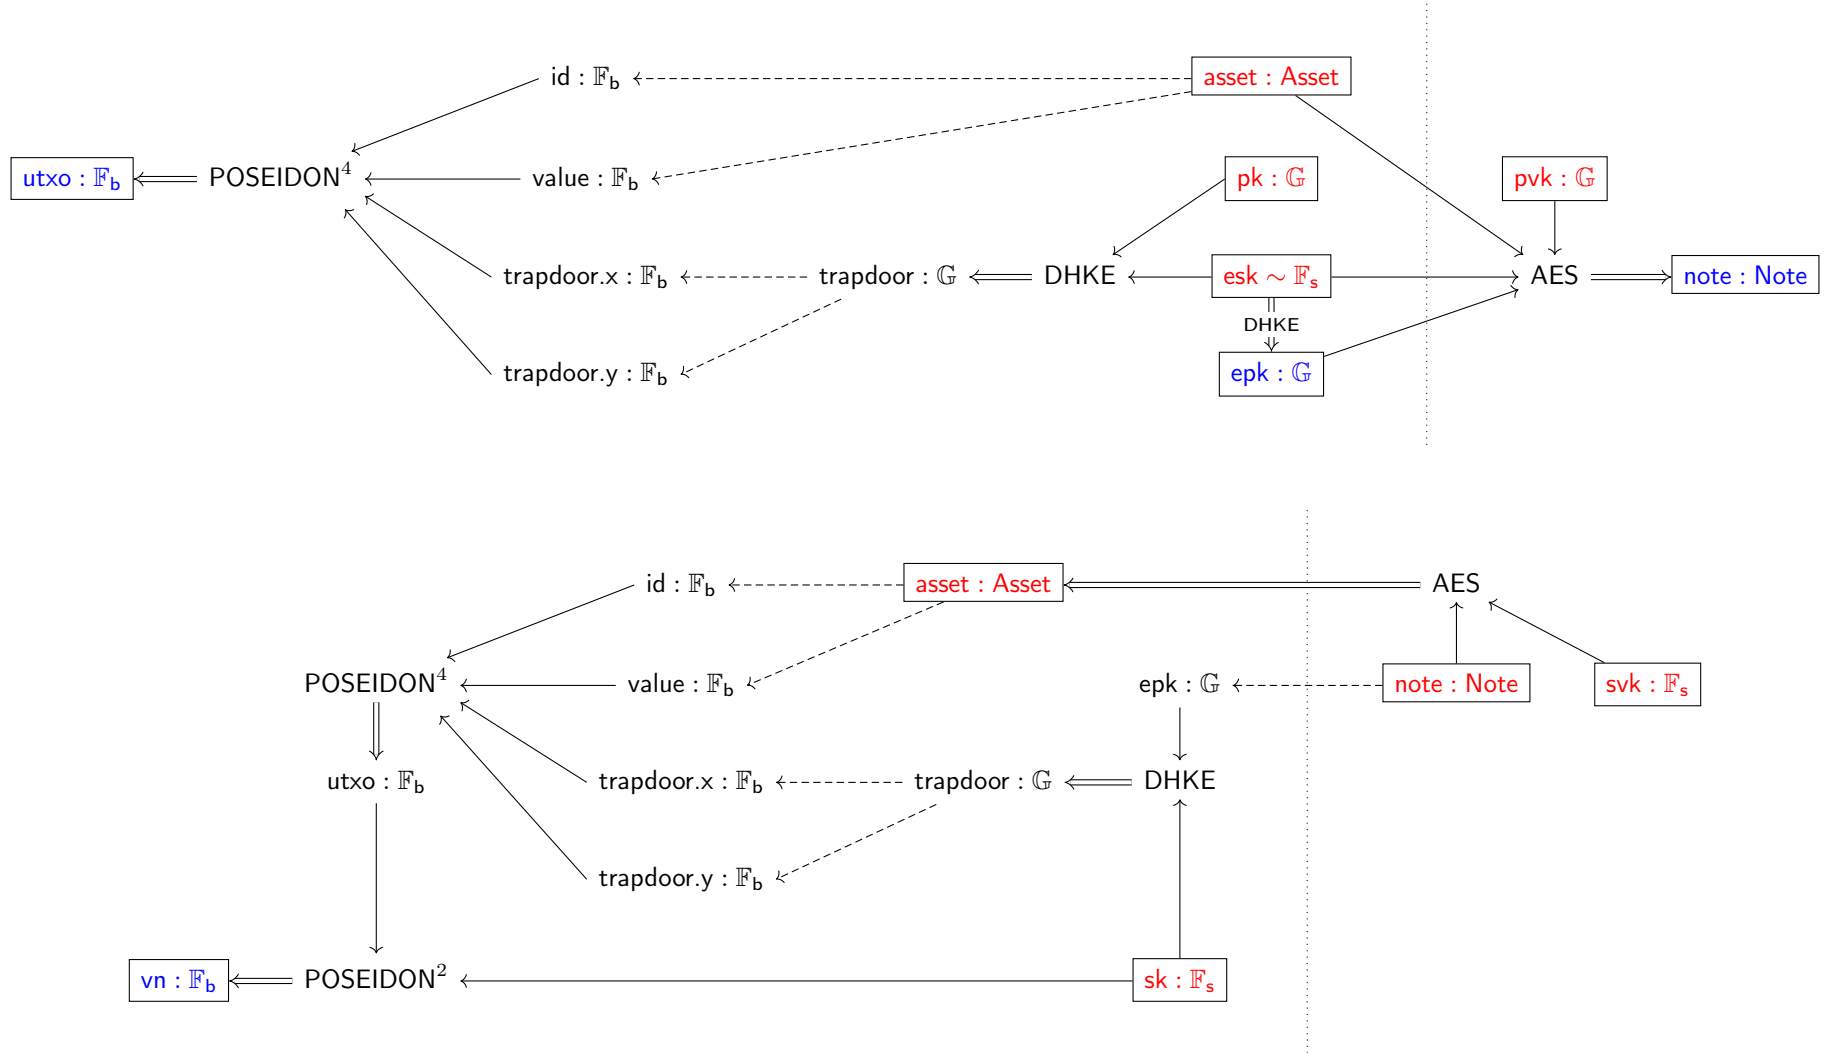 id : 𝔽b asset : Asset
utxo : 𝔽b POSEIDON⁴ value : 𝔽b pk : 𝔾 pvk : 𝔾
trapdoor.x : 𝔽b trapdoor : 𝔾 DHKE esk ∼ 𝔽s AES note : Note
DHKE
trapdoor.y : 𝔽b epk : 𝔾
id : 𝔽b asset : Asset AES
POSEIDON⁴ value : 𝔽b epk : 𝔾 note : Note svk : 𝔽s
utxo : 𝔽b trapdoor.x : 𝔽b trapdoor : 𝔾 DHKE
trapdoor.y : 𝔽b
vn : 𝔽b POSEIDON² sk : 𝔽s